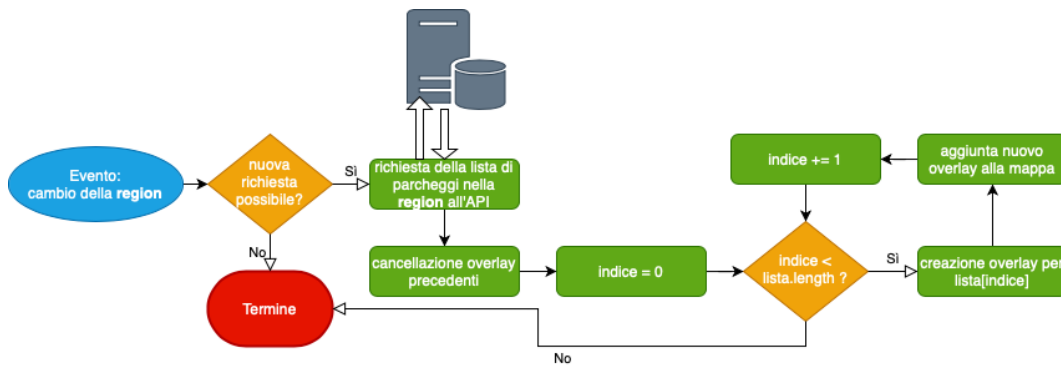 Evento:
cambio della region
nuova
richiesta
possibile?
Sì
richiesta della lista di
parcheggi nella
region all'API
No
Termine
cancellazione overlay
precedenti
indice = 0
indice <
lista.length ?
Sì
creazione overlay per
lista[indice]
aggiunta nuovo
overlay alla mappa
indice += 1
No